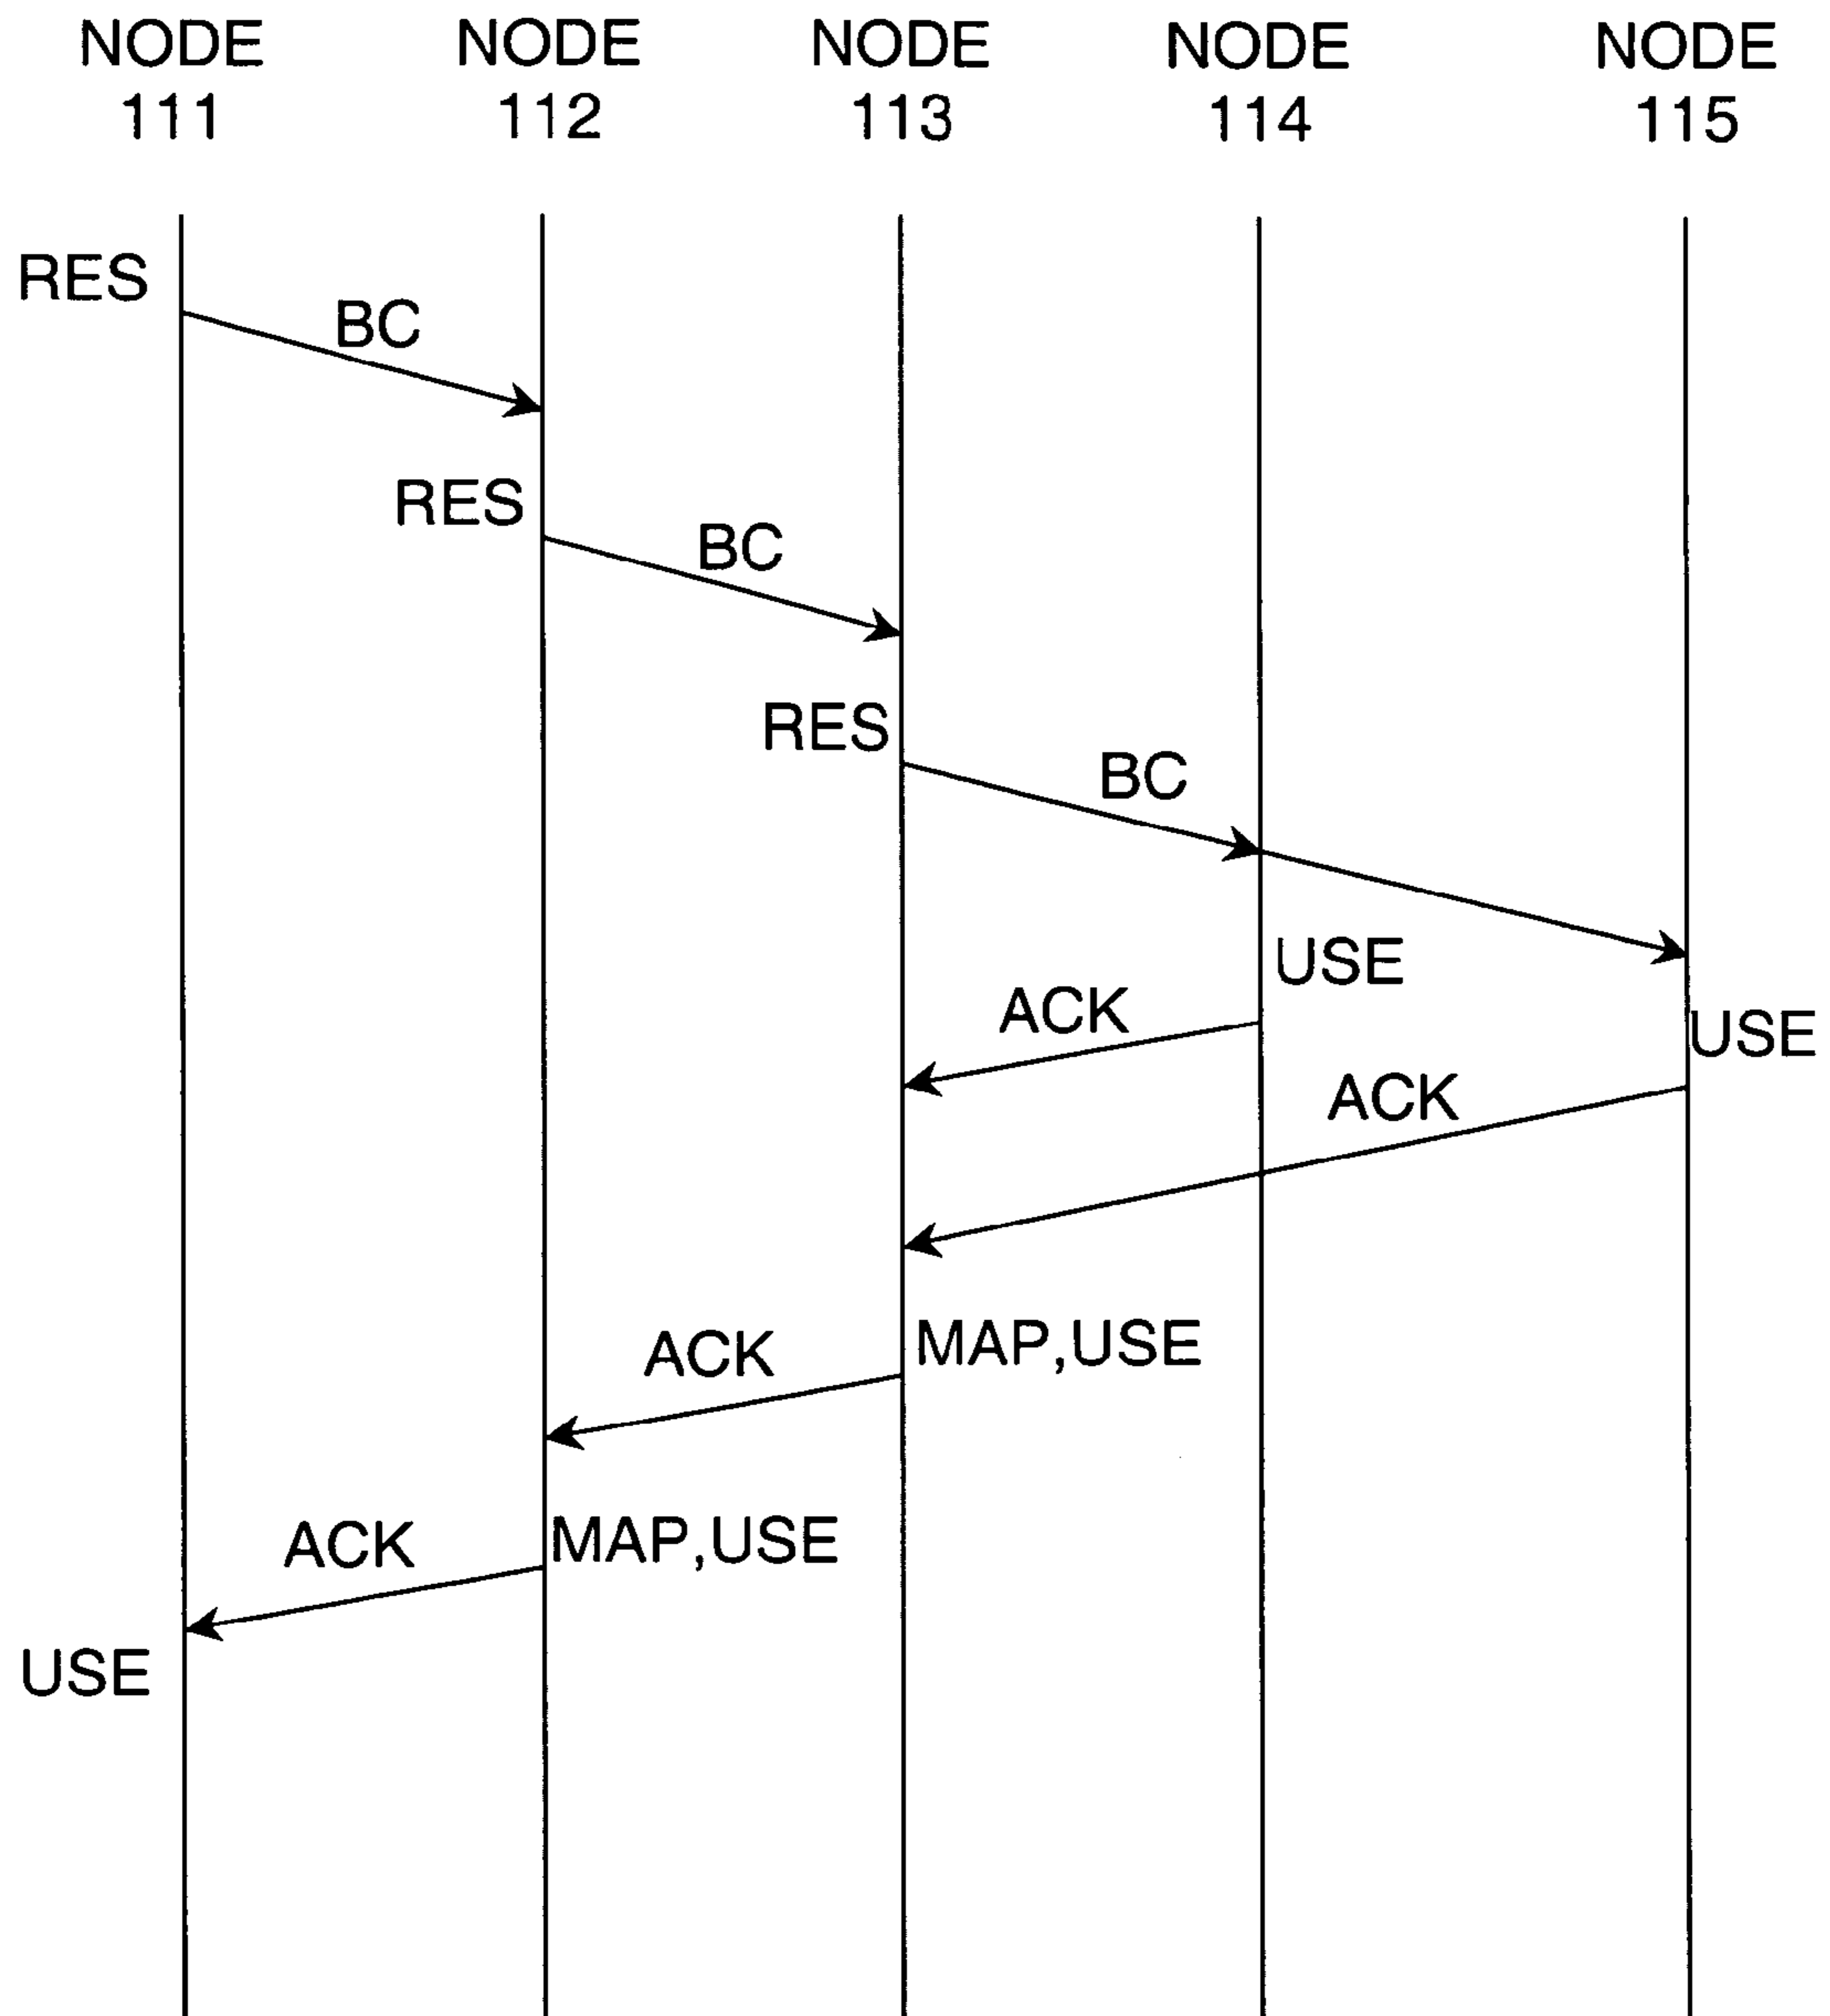 NODE 111
NODE 112
NODE 113
NODE 114
NODE 115
RES
BC
RES
BC
RES
BC
USE
ACK
USE
ACK
MAP,USE
ACK
MAP,USE
ACK
USE